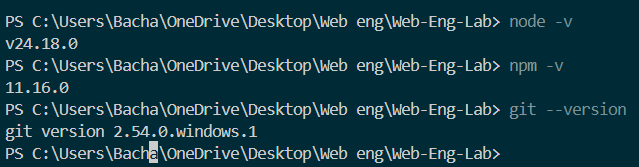 PS C:\Users\Bacha\OneDrive\Desktop\Web eng\Web-Eng-Lab> node -v
v24.18.0
PS C:\Users\Bacha\OneDrive\Desktop\Web eng\Web-Eng-Lab> npm -v
11.16.0
PS C:\Users\Bacha\OneDrive\Desktop\Web eng\Web-Eng-Lab> git --version
git version 2.54.0.windows.1
PS C:\Users\Bacha\OneDrive\Desktop\Web eng\Web-Eng-Lab>